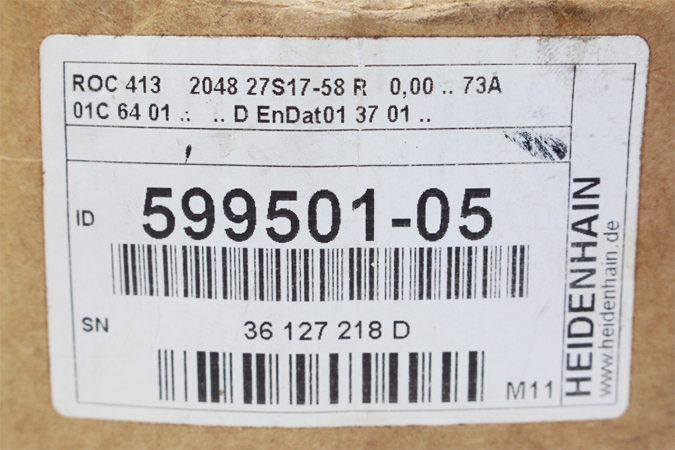 ROC 413 2048 27S17-58 R 0,00 .. 73A
01C 64 01 .: .. D EnDat01 37 01 ..
ID 599501-05
SN 36 127 218 D
M11
HEIDENHAIN
www.heidenhain.de